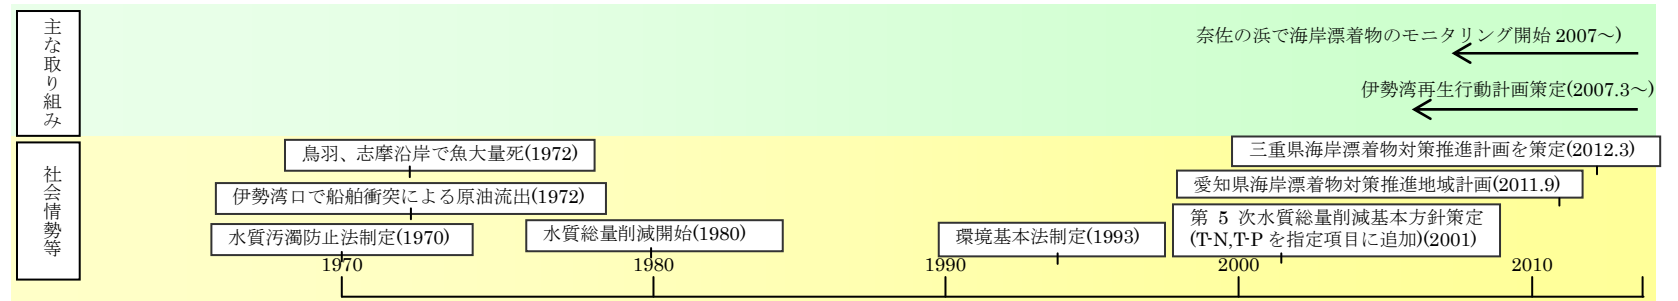 主な取り組み
奈佐の浜で海岸漂着物のモニタリング開始 2007～)
伊勢湾再生行動計画策定(2007.3～)
社会情勢等
鳥羽、志摩沿岸で魚大量死(1972)
三重県海岸漂着物対策推進計画を策定(2012.3)
伊勢湾口で船舶衝突による原油流出(1972)
愛知県海岸漂着物対策推進地域計画(2011.9)
水質汚濁防止法制定(1970)
水質総量削減開始(1980)
環境基本法制定(1993)
第 5 次水質総量削減基本方針策定
(T-N,T-P を指定項目に追加)(2001)
1970
1980
1990
2000
2010